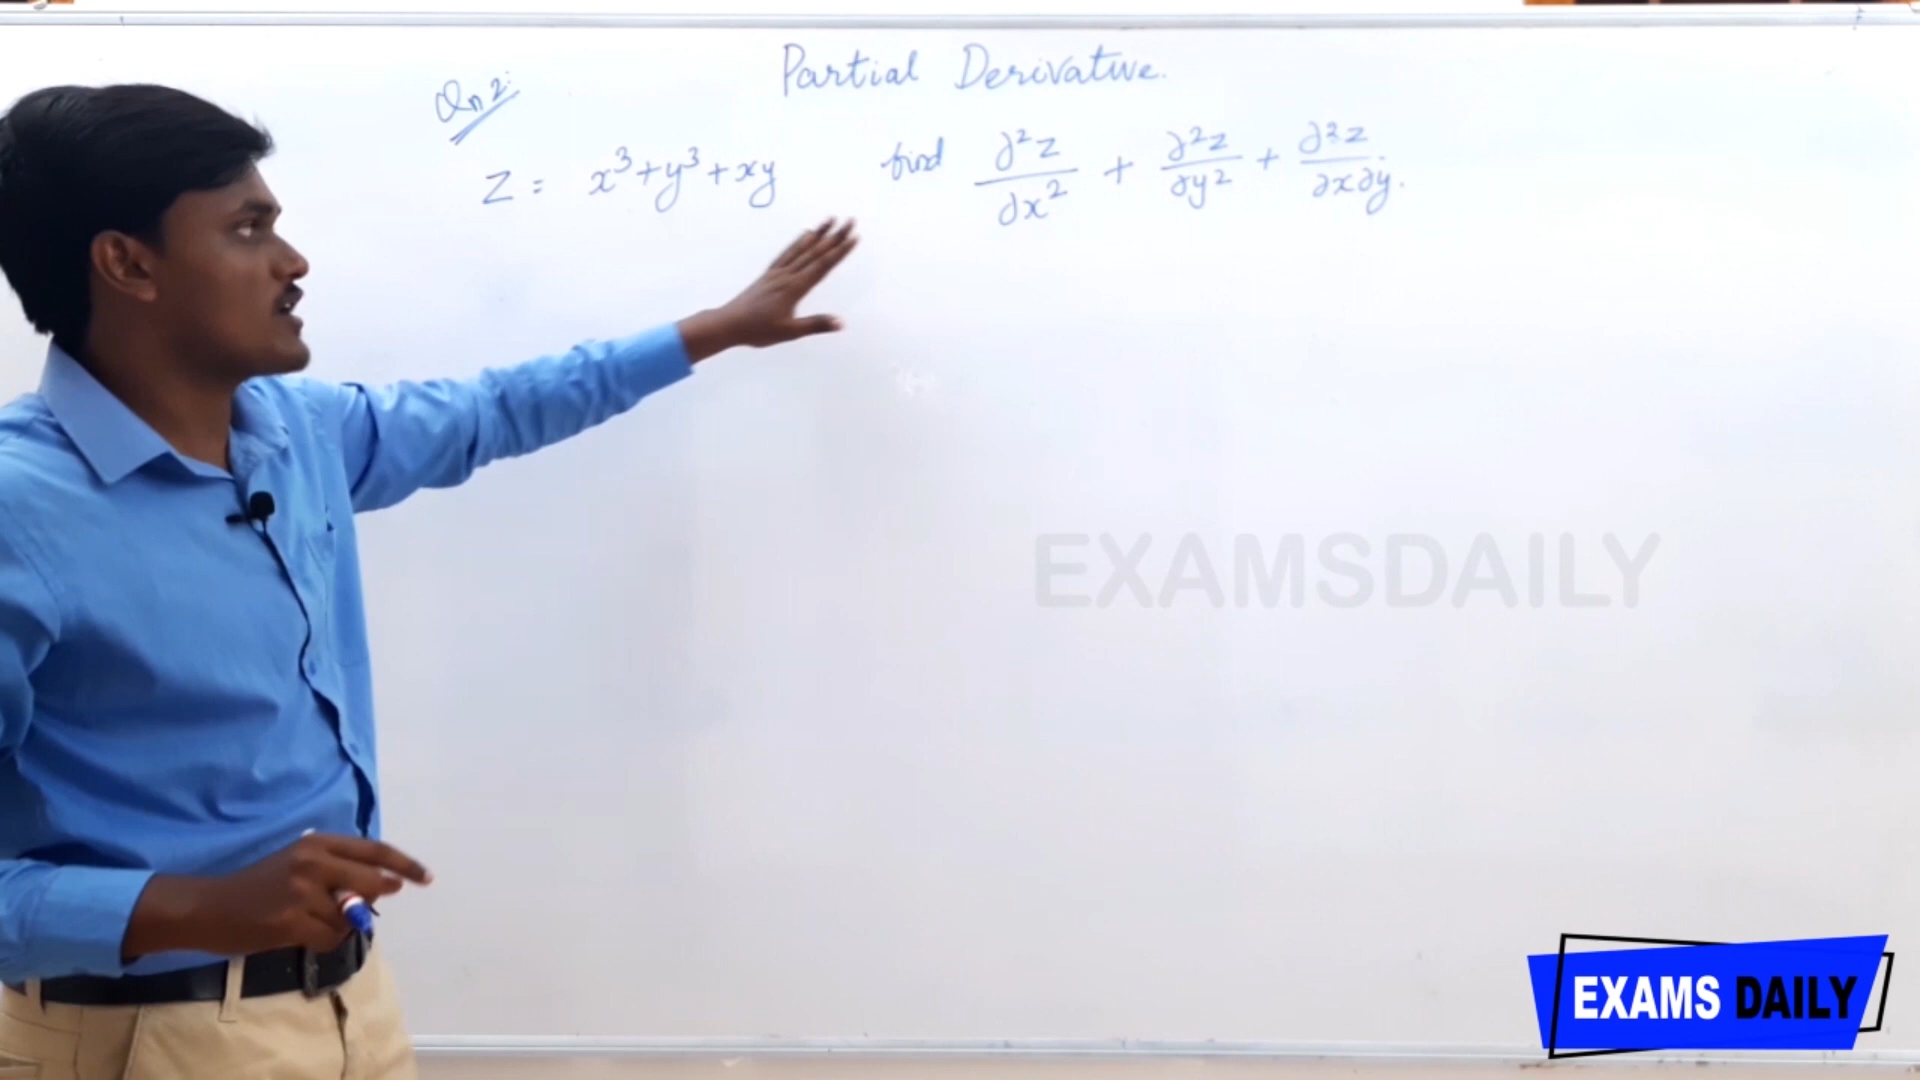 Partial Derivative.
Qn 2:
Z = x³+y³+xy find ∂²z/∂x² + ∂²z/∂y² + ∂²z/∂x∂y.
EXAMSDAILY
EXAMS DAILY